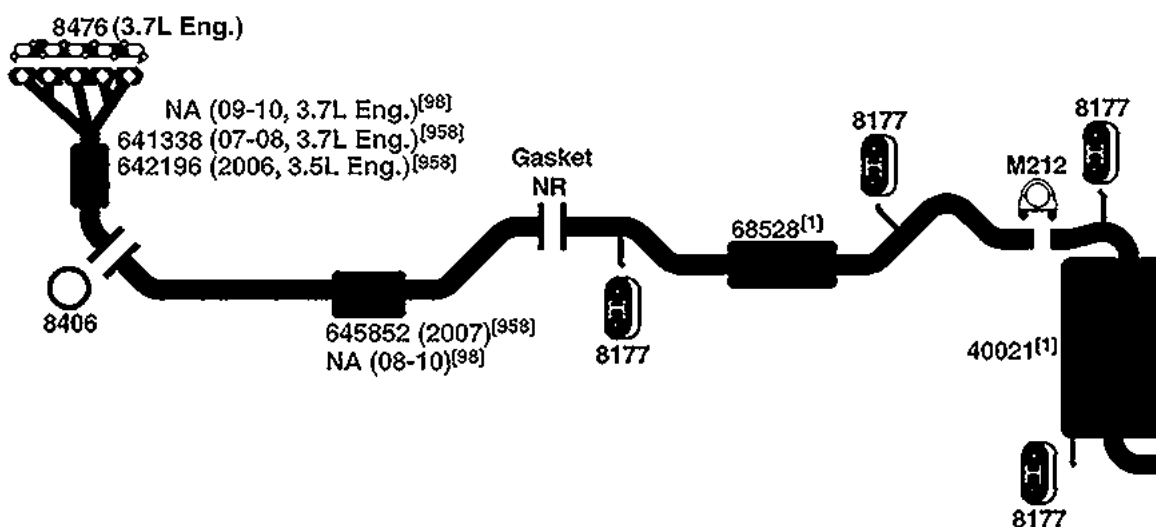 8476 (3.7L Eng.)
NA (09-10, 3.7L Eng.)[98]
641338 (07-08, 3.7L Eng.)[958]
642196 (2006, 3.5L Eng.)[958]
8406
645852 (2007)[958]
NA (08-10)[98]
Gasket
NR
8177
68528[1]
8177
M212
8177
40021[1]
8177